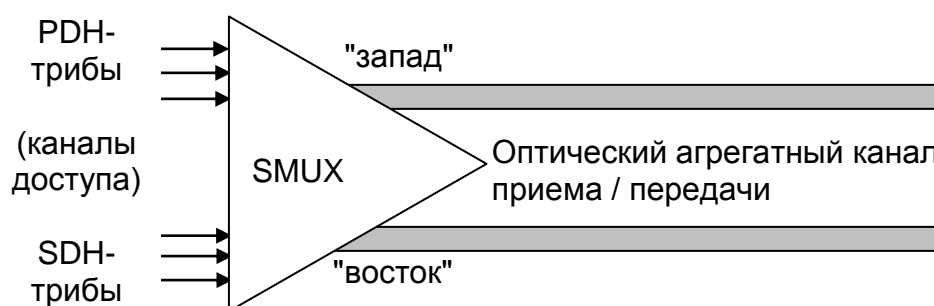 PDH-
трибы
(каналы
доступа)
SDH-
трибы
SMUX
"запад"
Оптический агрегатный канал
приема / передачи
"восток"